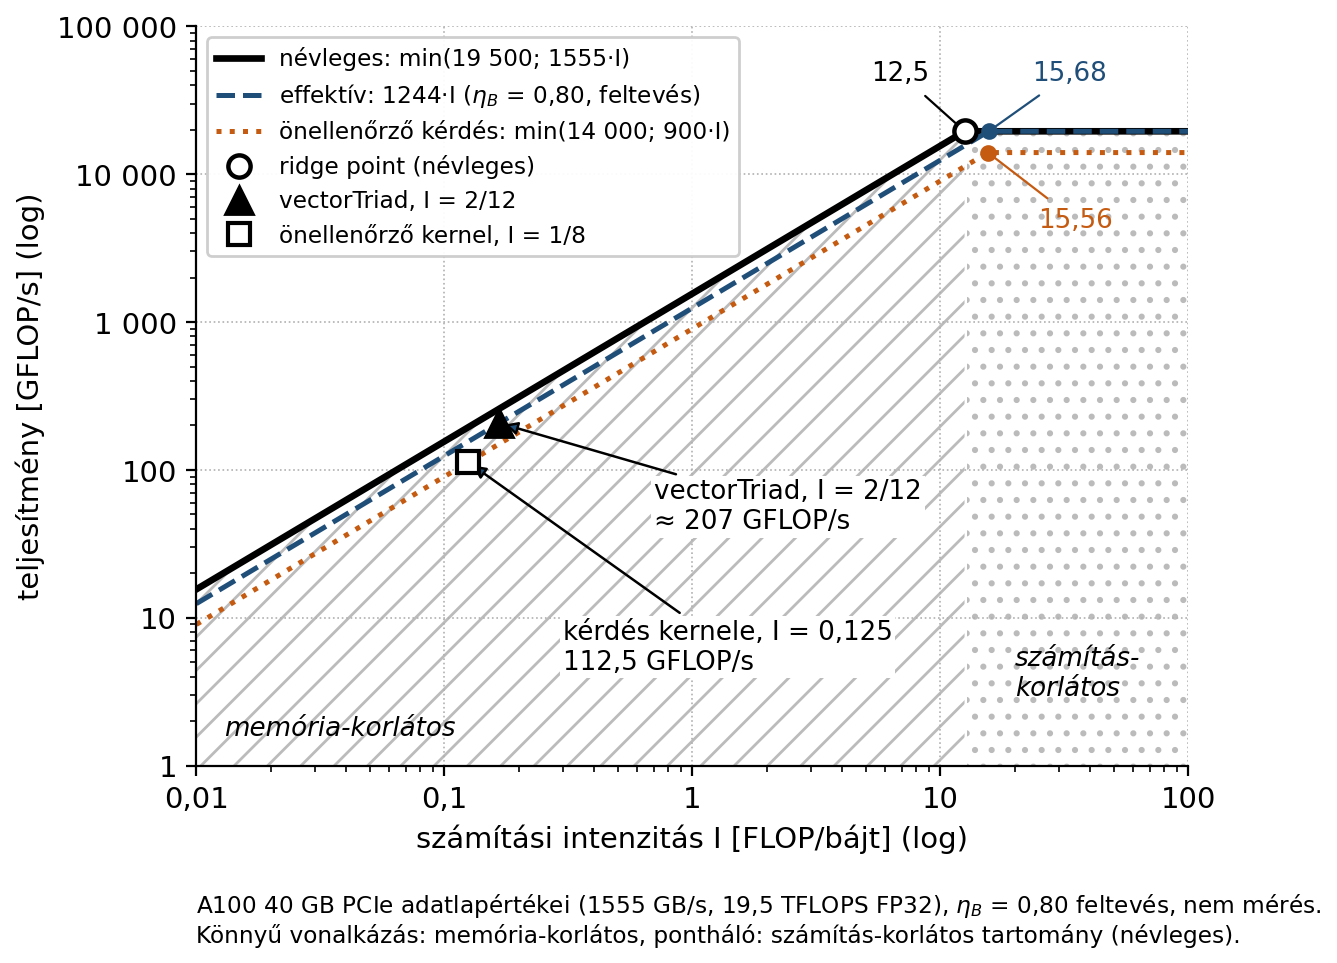 100 000
10 000
1 000
100
10
1
teljesítmény [GFLOP/s] (log)
névleges: min(19 500; 1555·I)
effektív: 1244·I (η_B = 0,80, feltevés)
önellenőrző kérdés: min(14 000; 900·I)
ridge point (névleges)
vectorTriad, I = 2/12
önellenőrző kernel, I = 1/8
12,5
15,68
15,56
vectorTriad, I = 2/12
≈ 207 GFLOP/s
kérdés kernele, I = 0,125
112,5 GFLOP/s
számítás-
korlátos
memória-korlátos
0,01
0,1
1
10
100
számítási intenzitás I [FLOP/bájt] (log)
A100 40 GB PCIe adatlapértékei (1555 GB/s, 19,5 TFLOPS FP32), η_B = 0,80 feltevés, nem mérés.
Könnyű vonalkázás: memória-korlátos, pontháló: számítás-korlátos tartomány (névleges).